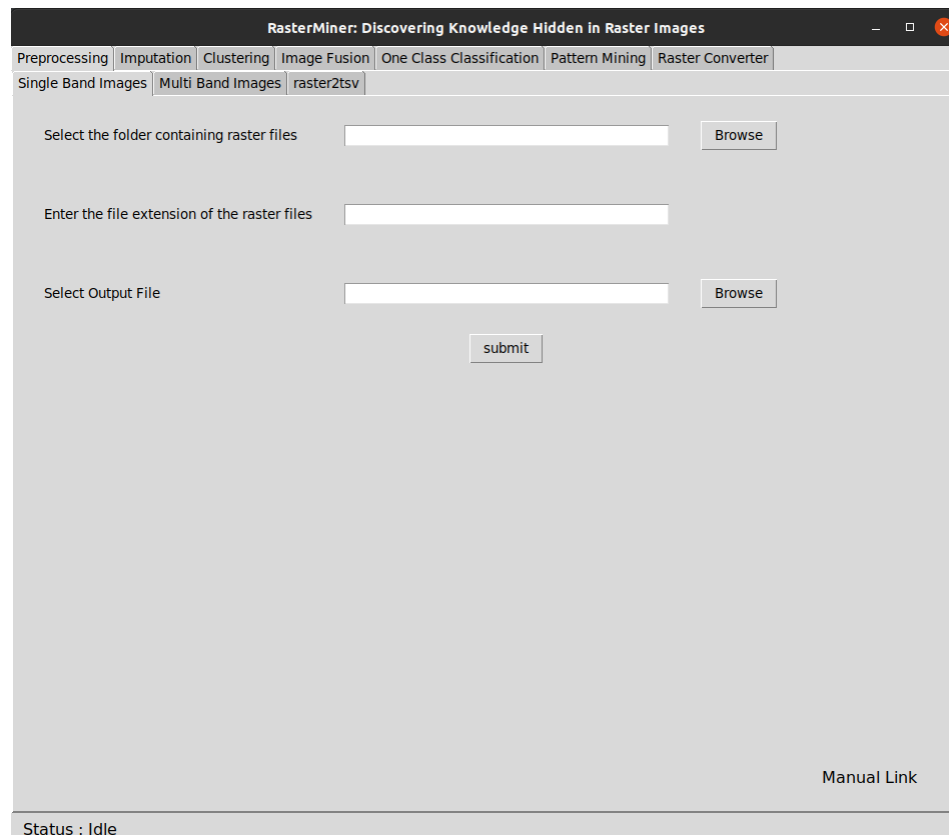 RasterMiner: Discovering Knowledge Hidden in Raster Images
Preprocessing Imputation Clustering Image Fusion One Class Classification Pattern Mining Raster Converter
Single Band Images Multi Band Images raster2tsv
Select the folder containing raster files Browse
Enter the file extension of the raster files
Select Output File Browse
submit
Manual Link
Status : Idle